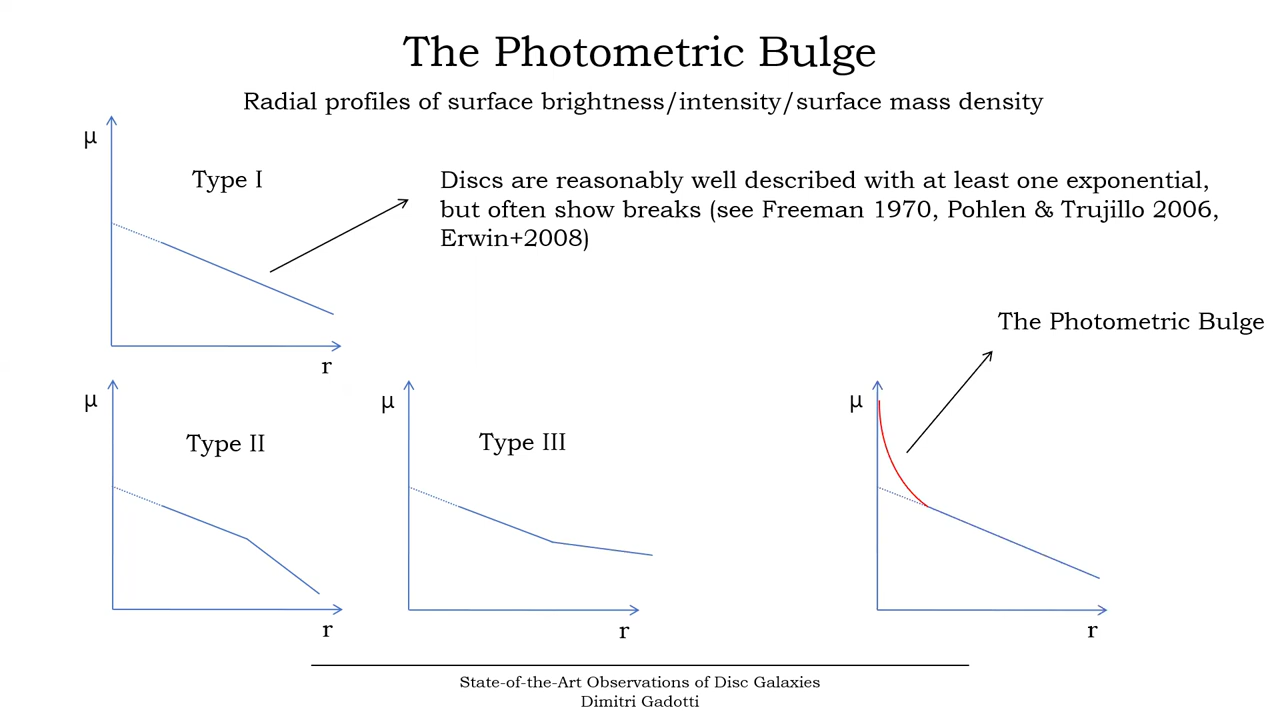 The Photometric Bulge
Radial profiles of surface brightness/intensity/surface mass density
μ
Type I
r
Discs are reasonably well described with at least one exponential,
but often show breaks (see Freeman 1970, Pohlen & Trujillo 2006,
Erwin+2008)
μ
Type II
r
μ
Type III
r
The Photometric Bulge
μ
r
State-of-the-Art Observations of Disc Galaxies
Dimitri Gadotti